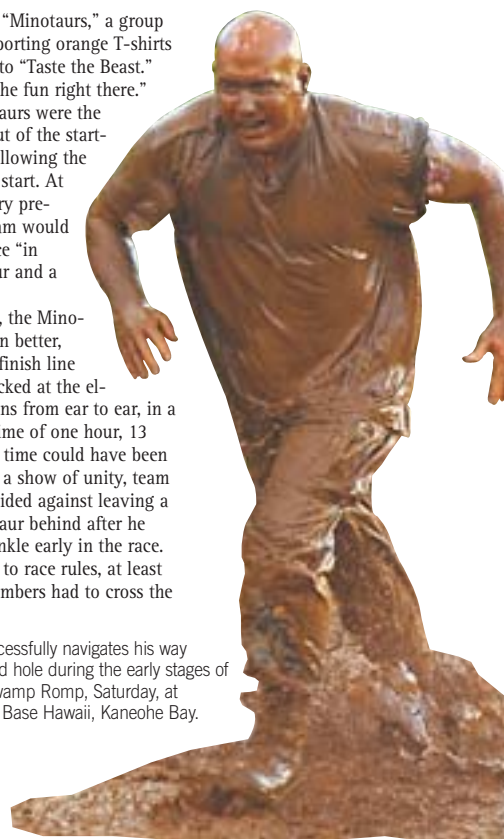 “Minotaurs,” a group
porting orange T-shirts
to “Taste the Beast.”
he fun right there.”
aurs were the
ut of the start-
llowing the
start. At
ry pre-
am would
ce “in
ur and a
, the Mino-
n better,
finish line
cked at the el-
ns from ear to ear, in a
ime of one hour, 13
time could have been
a show of unity, team
ided against leaving a
aur behind after he
nkle early in the race.
to race rules, at least
mbers had to cross the
cessfully navigates his way
d hole during the early stages of
wamp Romp, Saturday, at
Base Hawaii, Kaneohe Bay.